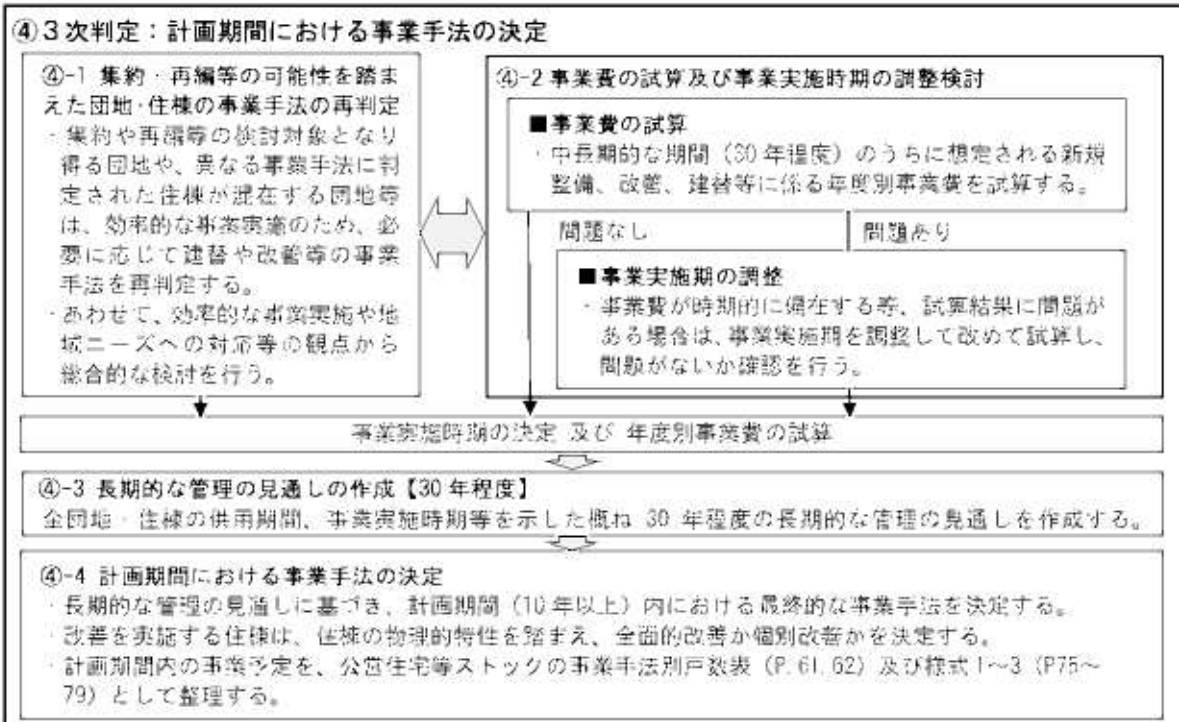 ④３次判定：計画期間における事業手法の決定
④-1 集約・再編等の可能性を踏ま
えた団地・住棟の事業手法の再判定
・集約や再編等の検討対象となり
得る団地や、異なる事業手法に判
定された住棟が混在する団地等
は、効率的な事業実施のため、必
要に応じて建替や改善等の事業
手法を再判定する。
・あわせて、効率的な事業実施や地
域ニーズへの対応等の観点から
総合的な検討を行う。
④-2 事業費の試算及び事業実施時期の調整検討
■事業費の試算
・中長期的な期間（30年程度）のうちに想定される新規
整備、改善、建替等に係る年度別事業費を試算する。
問題なし
問題あり
■事業実施期の調整
・事業費が時期的に偏在する等、試算結果に問題が
ある場合は、事業実施期を調整して改めて試算し、
問題がないか確認を行う。
事業実施時期の決定 及び 年度別事業費の試算
④-3 長期的な管理の見通しの作成【30年程度】
全団地・住棟の供用期間、事業実施時期等を示した概ね 30 年程度の長期的な管理の見通しを作成する。
④-4 計画期間における事業手法の決定
・長期的な管理の見通しに基づき、計画期間（10年以上）内における最終的な事業手法を決定する。
・改善を実施する住棟は、住棟の物理的特性を踏まえ、全面的改善か個別改善かを決定する。
・計画期間内の事業予定を、公営住宅等ストックの事業手法別戸数表（P.61,62）及び様式１～3（P75～
79）として整理する。